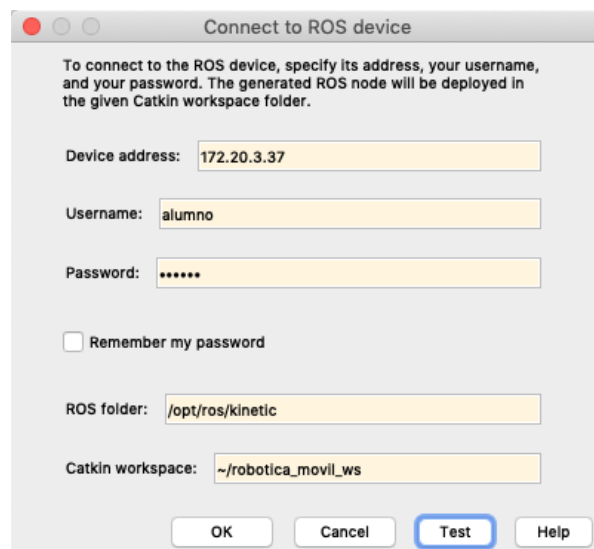 Connect to ROS device
To connect to the ROS device, specify its address, your username,
and your password. The generated ROS node will be deployed in
the given Catkin workspace folder.
Device address: 172.20.3.37
Username: alumno
Password: ••••••
Remember my password
ROS folder: /opt/ros/kinetic
Catkin workspace: ~/robotica_movil_ws
OK Cancel Test Help